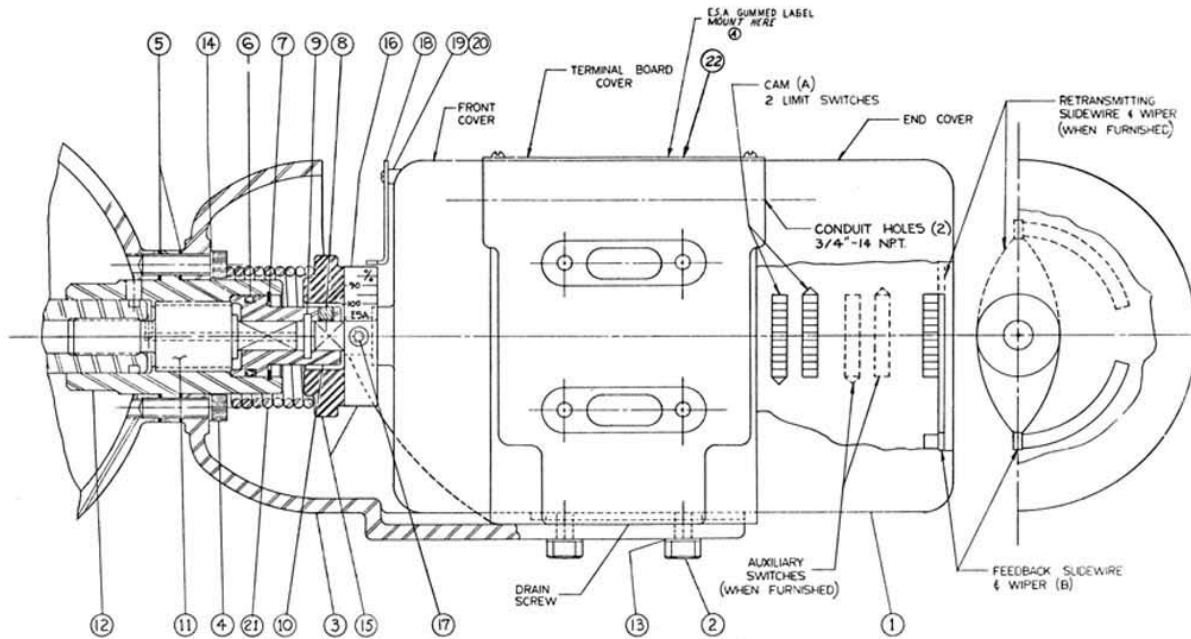 E.S.A GUMMED LABEL
MOUNT HERE
4
5
14
6
7
9
8
16
18
19
20
22
TERMINAL BOARD
COVER
CAM (A)
2 LIMIT SWITCHES
FRONT
COVER
END COVER
RETRANSMITTING
SLIDEWIRE & WIPER
(WHEN FURNISHED)
CONDUIT HOLES (2)
3/4"-14 NPT.
%
90
100
ESA
DRAIN
SCREW
AUXILIARY
SWITCHES
(WHEN FURNISHED)
FEEDBACK SLIDEWIRE
& WIPER (B)
12
11
4
21
10
3
15
17
13
2
1